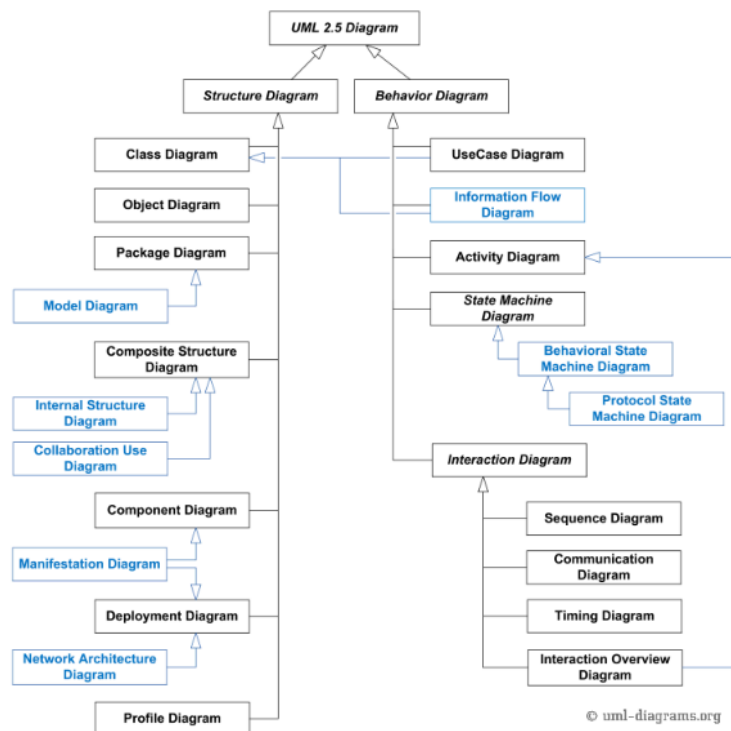 UML 2.5 Diagram
Structure Diagram
Behavior Diagram
Class Diagram
UseCase Diagram
Object Diagram
Information Flow
Diagram
Package Diagram
Activity Diagram
Model Diagram
State Machine
Diagram
Composite Structure
Diagram
Behavioral State
Machine Diagram
Internal Structure
Diagram
Protocol State
Machine Diagram
Collaboration Use
Diagram
Interaction Diagram
Component Diagram
Sequence Diagram
Manifestation Diagram
Communication
Diagram
Deployment Diagram
Timing Diagram
Network Architecture
Diagram
Interaction Overview
Diagram
Profile Diagram
© uml-diagrams.org